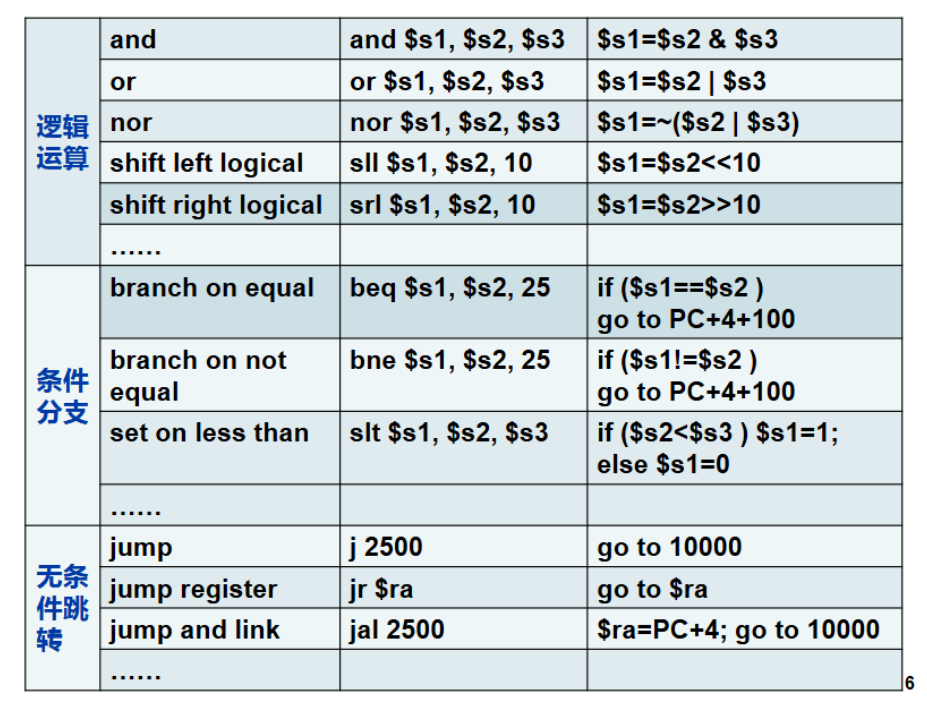 逻辑
运算
and
and $s1, $s2, $s3
$s1=$s2 & $s3
or
or $s1, $s2, $s3
$s1=$s2 | $s3
nor
nor $s1, $s2, $s3
$s1=~($s2 | $s3)
shift left logical
sll $s1, $s2, 10
$s1=$s2<<10
shift right logical
srl $s1, $s2, 10
$s1=$s2>>10
……
条件
分支
branch on equal
beq $s1, $s2, 25
if ($s1==$s2 )
go to PC+4+100
branch on not
equal
bne $s1, $s2, 25
if ($s1!=$s2 )
go to PC+4+100
set on less than
slt $s1, $s2, $s3
if ($s2<$s3 ) $s1=1;
else $s1=0
……
无条
件跳
转
jump
j 2500
go to 10000
jump register
jr $ra
go to $ra
jump and link
jal 2500
$ra=PC+4; go to 10000
……
6